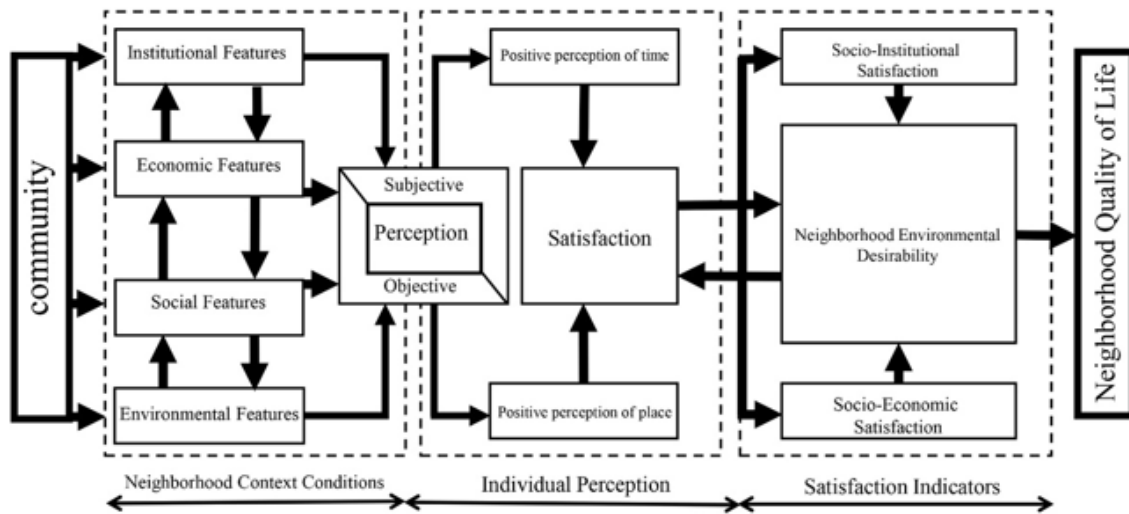 community
Institutional Features
Economic Features
Social Features
Environmental Features
Neighborhood Context Conditions
Subjective
Perception
Objective
Positive perception of time
Satisfaction
Positive perception of place
Individual Perception
Socio-Institutional
Satisfaction
Neighborhood Environmental
Desirability
Socio-Economic
Satisfaction
Satisfaction Indicators
Neighborhood Quality of Life